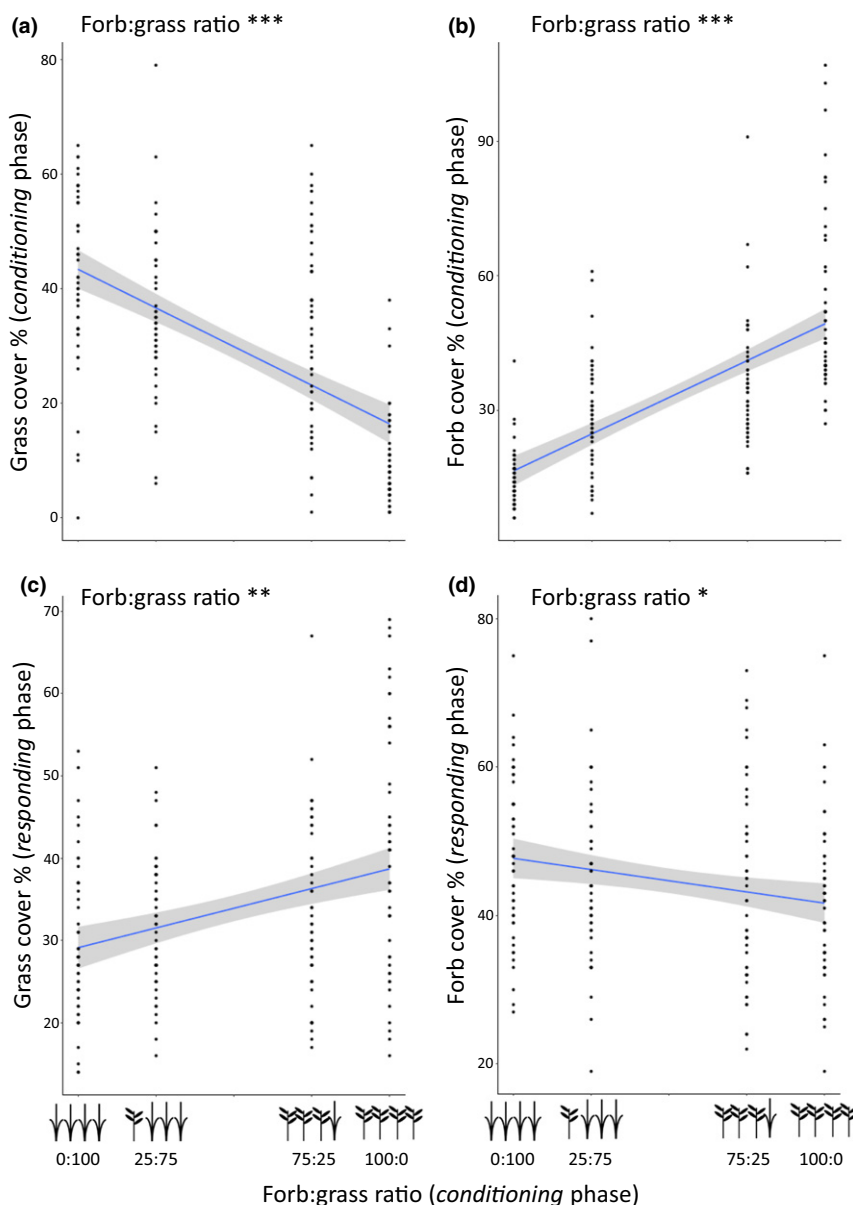 (a) Forb:grass ratio ***
80
60
40
20
0
Grass cover % (conditioning phase)
(b) Forb:grass ratio ***
90
60
30
Forb cover % (conditioning phase)
(c) Forb:grass ratio **
70
60
50
40
30
20
Grass cover % (responding phase)
(d) Forb:grass ratio *
80
60
40
20
Forb cover % (responding phase)
0:100 25:75 75:25 100:0
0:100 25:75 75:25 100:0
Forb:grass ratio (conditioning phase)